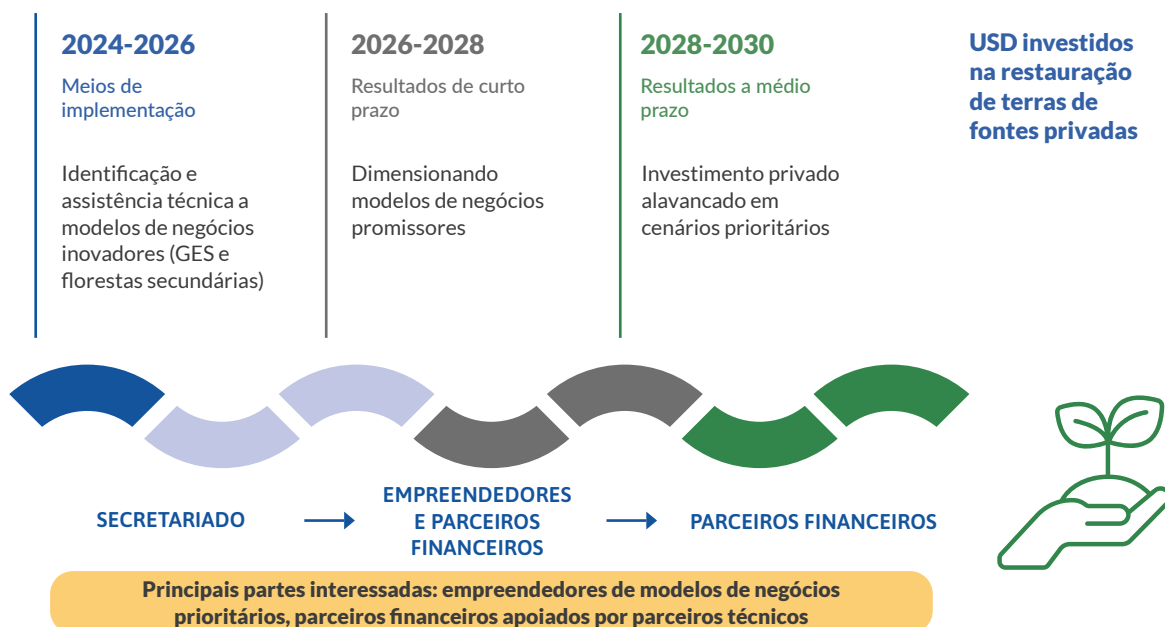 2024-2026
Meios de
implementação
Identificação e
assistência técnica a
modelos de negócios
inovadores (GES e
florestas secundárias)
2026-2028
Resultados de curto
prazo
Dimensionando
modelos de negócios
promissores
2028-2030
Resultados a médio
prazo
Investimento privado
alavancado em
cenários prioritários
USD investidos
na restauração
de terras de
fontes privadas
SECRETARIADO
EMPREENDEDORES
E PARCEIROS
FINANCEIROS
PARCEIROS FINANCEIROS
Principais partes interessadas: empreendedores de modelos de negócios
prioritários, parceiros financeiros apoiados por parceiros técnicos